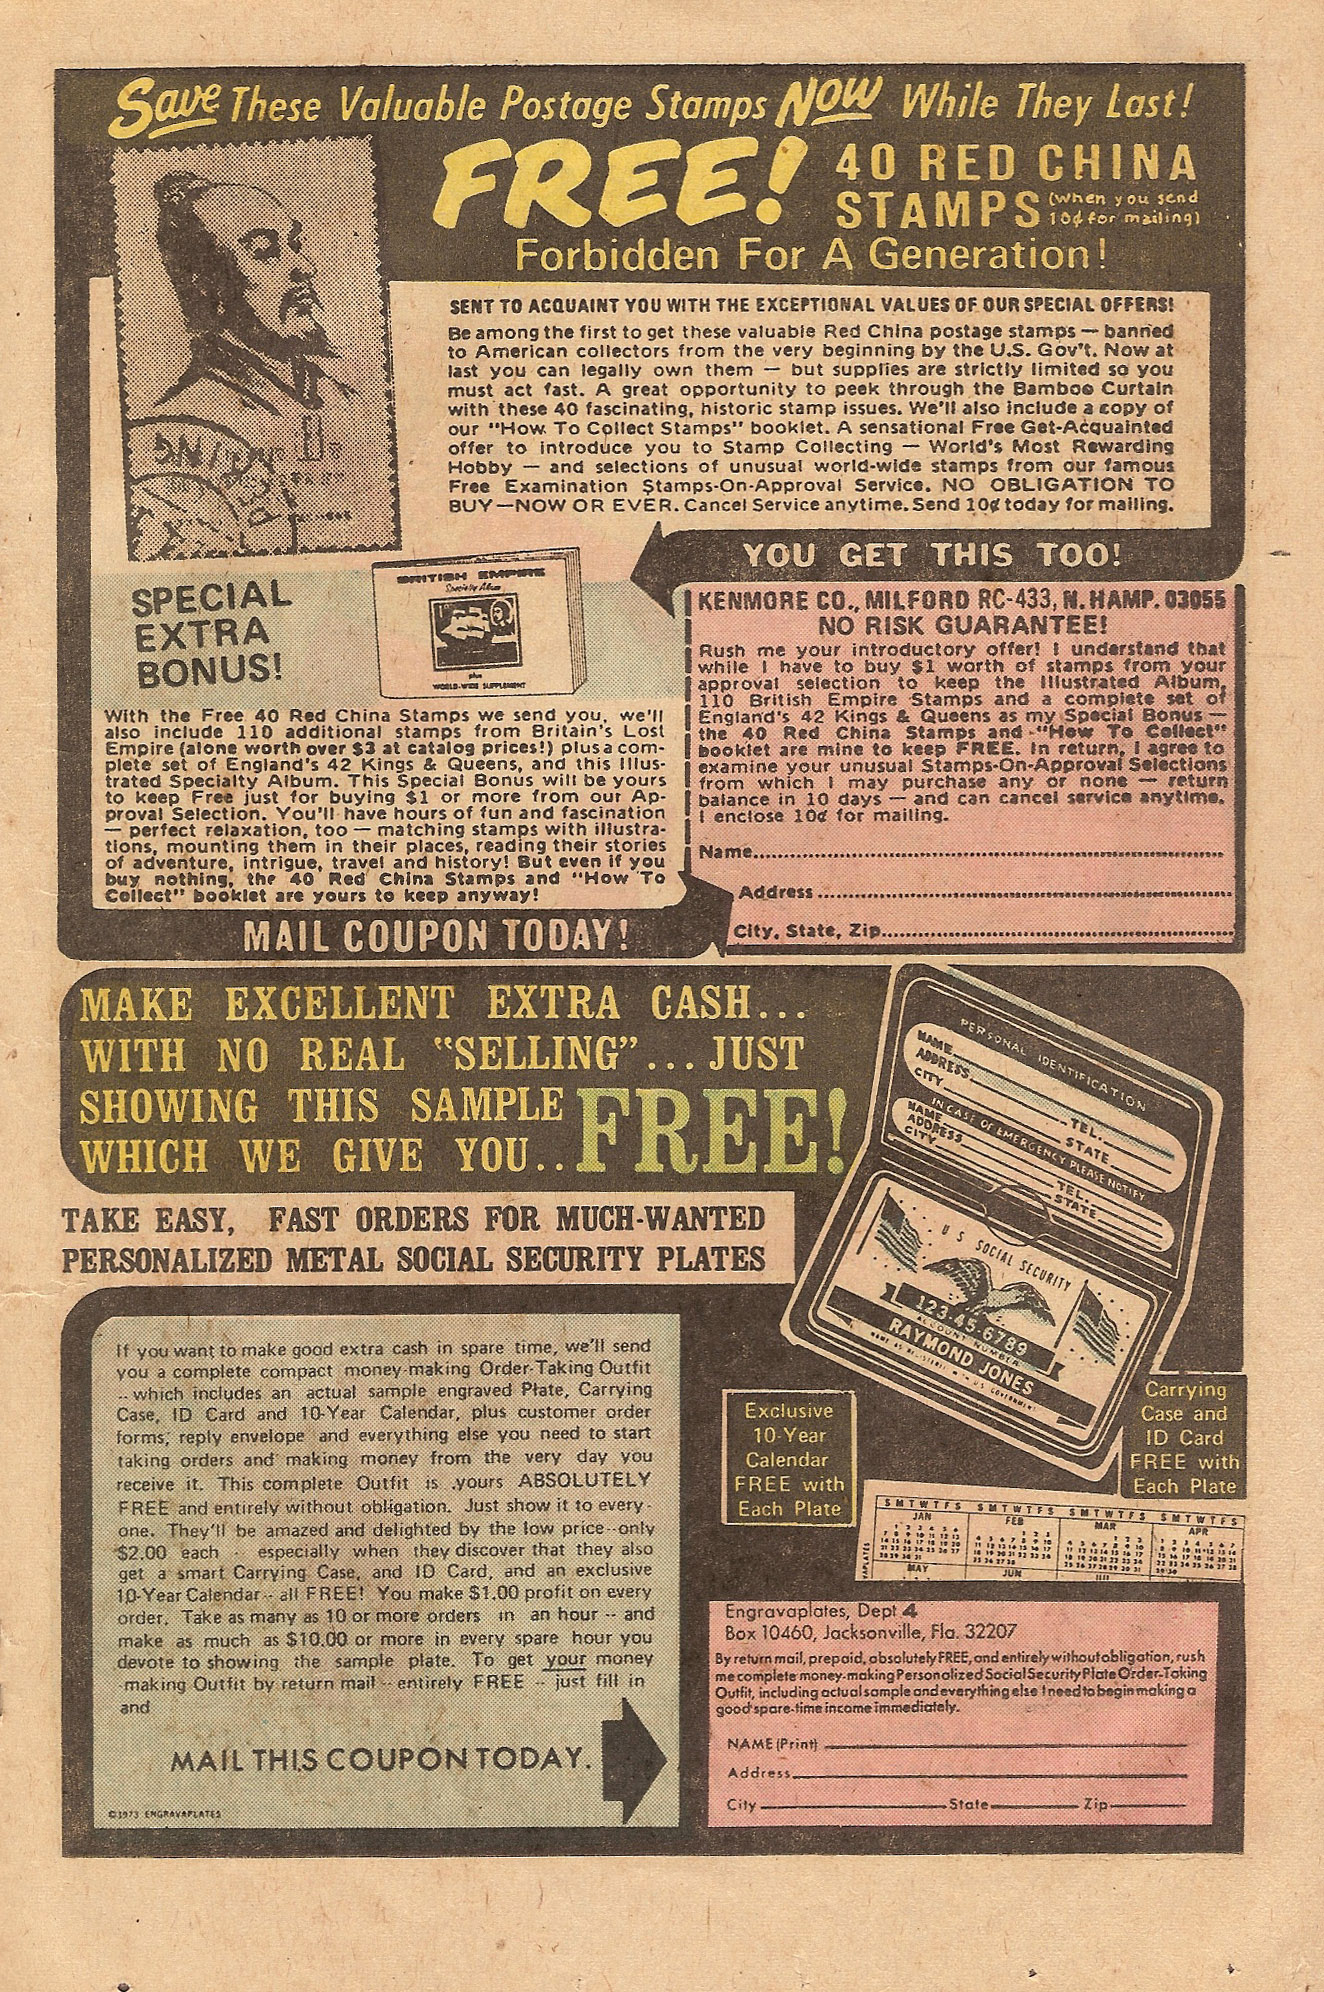 Save These Valuable Postage Stamps NOW While They Last!
FREE! 40 RED CHINA
STAMPS (when you send
10¢ for mailing)
Forbidden For A Generation!
SENT TO ACQUAINT YOU WITH THE EXCEPTIONAL VALUES OF OUR SPECIAL OFFERS!
Be among the first to get these valuable Red China postage stamps — banned
to American collectors from the very beginning by the U.S. Gov't. Now at
last you can legally own them — but supplies are strictly limited so you
must act fast. A great opportunity to peek through the Bamboo Curtain
with these 40 fascinating, historic stamp issues. We'll also include a copy of
our "How To Collect Stamps" booklet. A sensational Free Get-Acquainted
offer to introduce you to Stamp Collecting — World's Most Rewarding
Hobby — and selections of unusual world-wide stamps from our famous
Free Examination Stamps-On-Approval Service. NO OBLIGATION TO
BUY—NOW OR EVER. Cancel Service anytime. Send 10¢ today for mailing.
YOU GET THIS TOO!
SPECIAL
EXTRA
BONUS!
BRITISH EMPIRE
Specialty Album
plus
WORLD-WIDE SUPPLEMENT
With the Free 40 Red China Stamps we send you, we'll
also include 110 additional stamps from Britain's Lost
Empire (alone worth over $3 at catalog prices!) plus a com-
plete set of England's 42 Kings & Queens, and this Illus-
trated Specialty Album. This Special Bonus will be yours
to keep Free just for buying $1 or more from our Ap-
proval Selection. You'll have hours of fun and fascination
— perfect relaxation, too — matching stamps with illustra-
tions, mounting them in their places, reading their stories
of adventure, intrigue, travel and history! But even if you
buy nothing, the 40 Red China Stamps and "How To
Collect" booklet are yours to keep anyway!
MAIL COUPON TODAY!
KENMORE CO., MILFORD RC-433, N. HAMP. 03055
NO RISK GUARANTEE!
Rush me your introductory offer! I understand that
while I have to buy $1 worth of stamps from your
approval selection to keep the Illustrated Album,
110 British Empire Stamps and a complete set of
England's 42 Kings & Queens as my Special Bonus —
the 40 Red China Stamps and "How To Collect"
booklet are mine to keep FREE. In return, I agree to
examine your unusual Stamps-On-Approval Selections
from which I may purchase any or none — return
balance in 10 days — and can cancel service anytime.
I enclose 10¢ for mailing.
Name
Address
City, State, Zip
MAKE EXCELLENT EXTRA CASH...
WITH NO REAL "SELLING"... JUST
SHOWING THIS SAMPLE
WHICH WE GIVE YOU.. FREE!
TAKE EASY, FAST ORDERS FOR MUCH-WANTED
PERSONALIZED METAL SOCIAL SECURITY PLATES
PERSONAL IDENTIFICATION
NAME
ADDRESS TEL.
CITY STATE
IN CASE OF EMERGENCY PLEASE NOTIFY
NAME
ADDRESS TEL.
CITY STATE
U S SOCIAL SECURITY
123-45-6789
ACCOUNT NUMBER
RAYMOND JONES
If you want to make good extra cash in spare time, we'll send
you a complete compact money-making Order-Taking Outfit
-- which includes an actual sample engraved Plate, Carrying
Case, ID Card and 10-Year Calendar, plus customer order
forms, reply envelope and everything else you need to start
taking orders and making money from the very day you
receive it. This complete Outfit is yours ABSOLUTELY
FREE and entirely without obligation. Just show it to every-
one. They'll be amazed and delighted by the low price--only
$2.00 each -- especially when they discover that they also
get a smart Carrying Case, and ID Card, and an exclusive
10-Year Calendar -- all FREE! You make $1.00 profit on every
order. Take as many as 10 or more orders in an hour -- and
make as much as $10.00 or more in every spare hour you
devote to showing the sample plate. To get your money
-making Outfit by return mail -- entirely FREE -- just fill in
and
MAIL THIS COUPON TODAY.
©1973 ENGRAVAPLATES
Exclusive
10-Year
Calendar
FREE with
Each Plate
Carrying
Case and
ID Card
FREE with
Each Plate
S M T W T F S S M T W T F S S M T W T F S S M T W T F S
JAN FEB MAR APR
MAY JUN
Engravaplates, Dept 4
Box 10460, Jacksonville, Fla. 32207
By return mail, prepaid, absolutely FREE, and entirely without obligation, rush
me complete money-making Personalized Social Security Plate Order-Taking
Outfit, including actual sample and everything else I need to begin making a
good spare-time income immediately.
NAME (Print)
Address
City State Zip